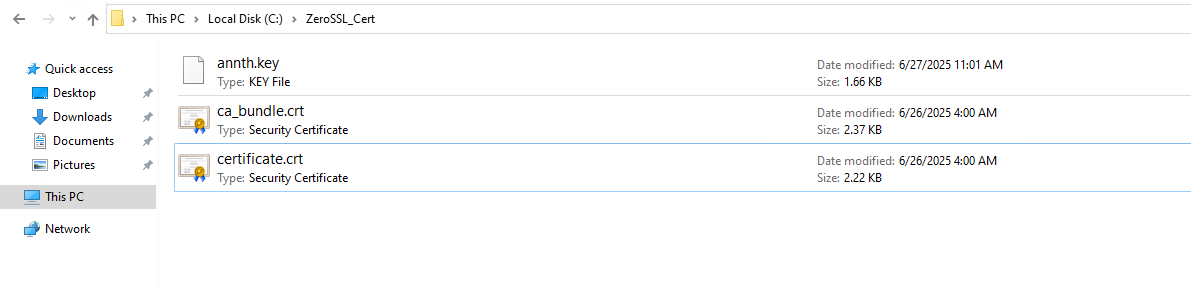 This PC > Local Disk (C:) > ZeroSSL_Cert
Quick access
Desktop
Downloads
Documents
Pictures
This PC
Network
annth.key
Type: KEY File
Date modified: 6/27/2025 11:01 AM
Size: 1.66 KB
ca_bundle.crt
Type: Security Certificate
Date modified: 6/26/2025 4:00 AM
Size: 2.37 KB
certificate.crt
Type: Security Certificate
Date modified: 6/26/2025 4:00 AM
Size: 2.22 KB